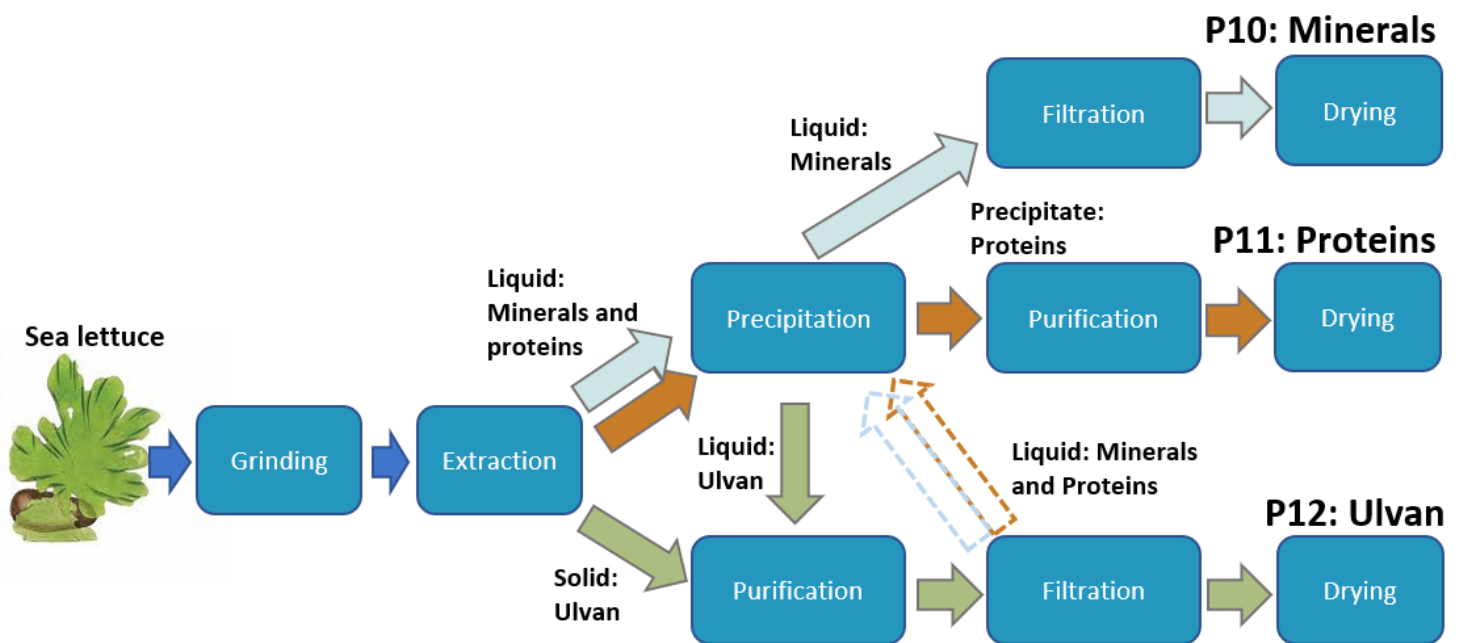 P10: Minerals
Filtration
Drying
Liquid:
Minerals
Precipitate:
Proteins
P11: Proteins
Liquid:
Minerals and
proteins
Precipitation
Purification
Drying
Sea lettuce
Grinding
Extraction
Liquid:
Ulvan
Liquid: Minerals
and Proteins
P12: Ulvan
Solid:
Ulvan
Purification
Filtration
Drying